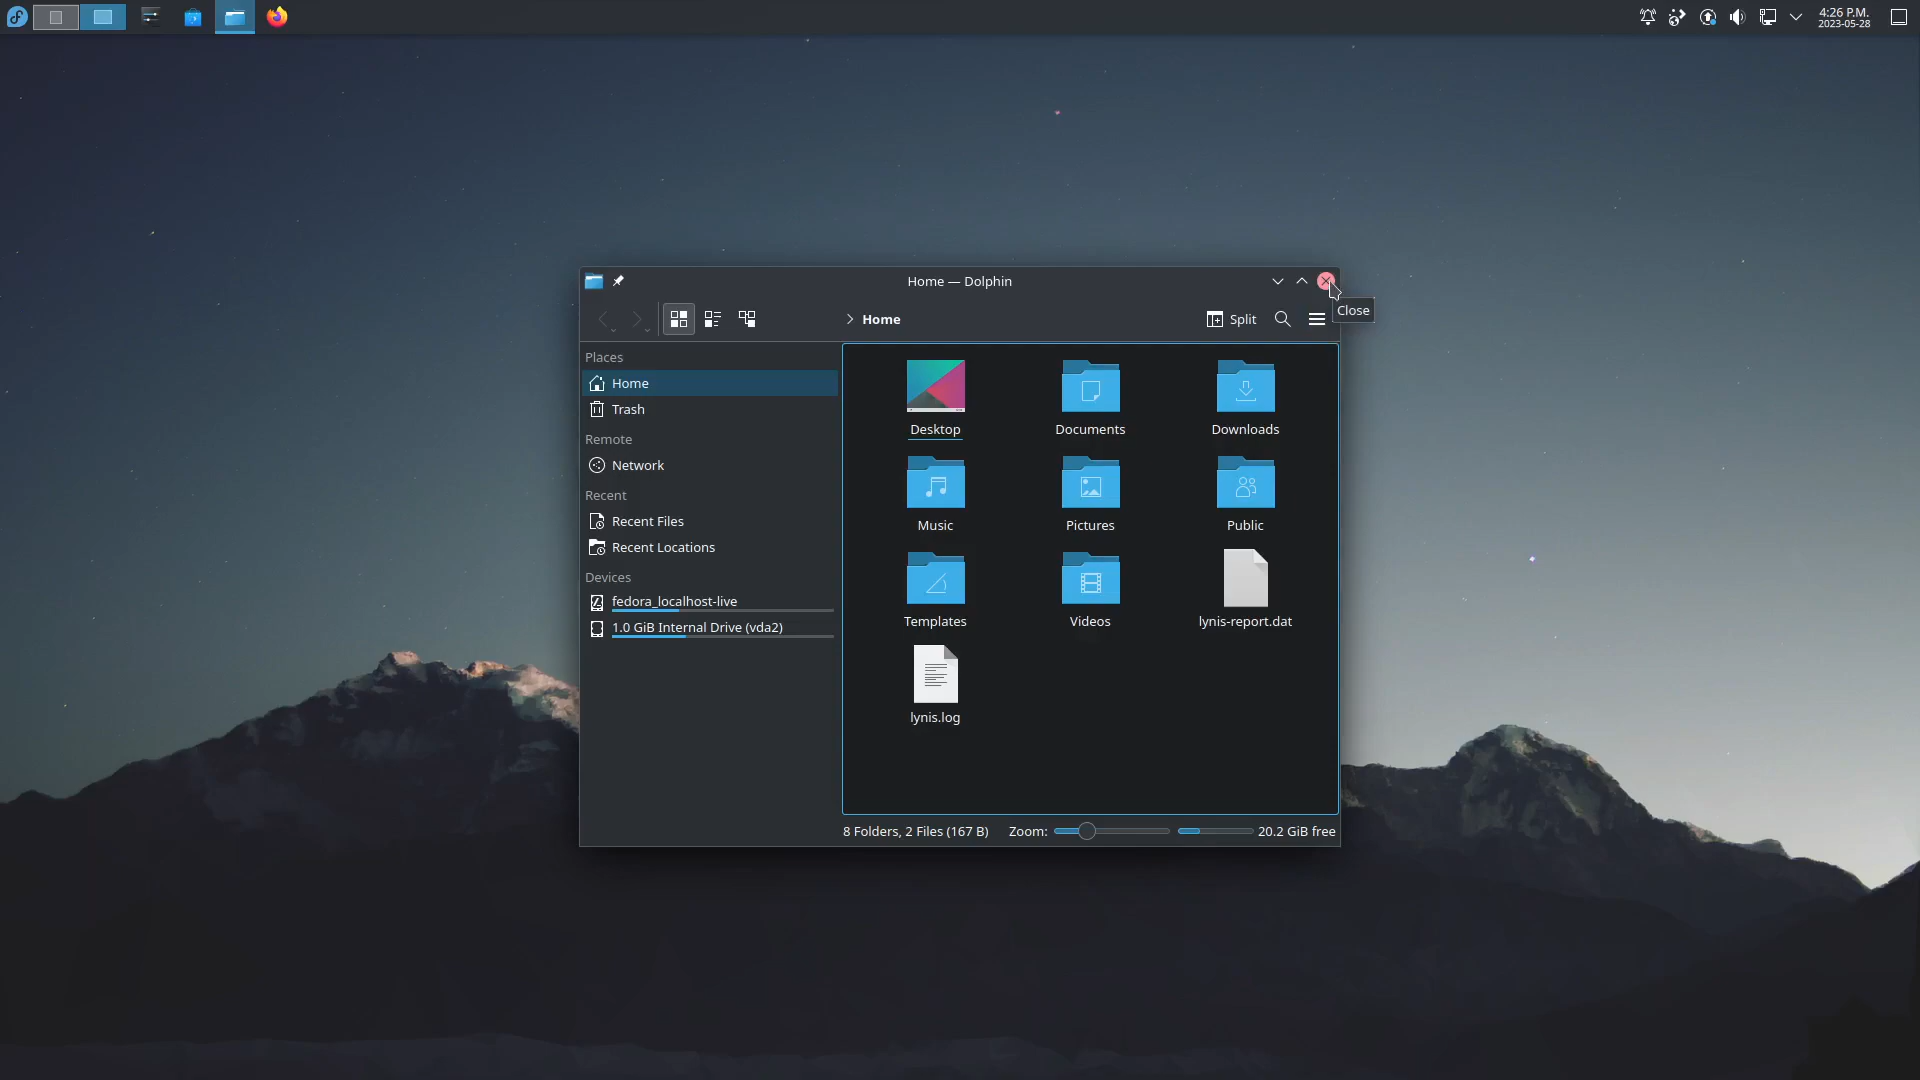 4:26 P.M.
2023-05-28
Home — Dolphin
Close
Home
Split
Places
Home
Trash
Remote
Network
Recent
Recent Files
Recent Locations
Devices
fedora_localhost-live
1.0 GiB Internal Drive (vda2)
Desktop
Documents
Downloads
Music
Pictures
Public
Templates
Videos
lynis-report.dat
lynis.log
8 Folders, 2 Files (167 B)
Zoom:
20.2 GiB free